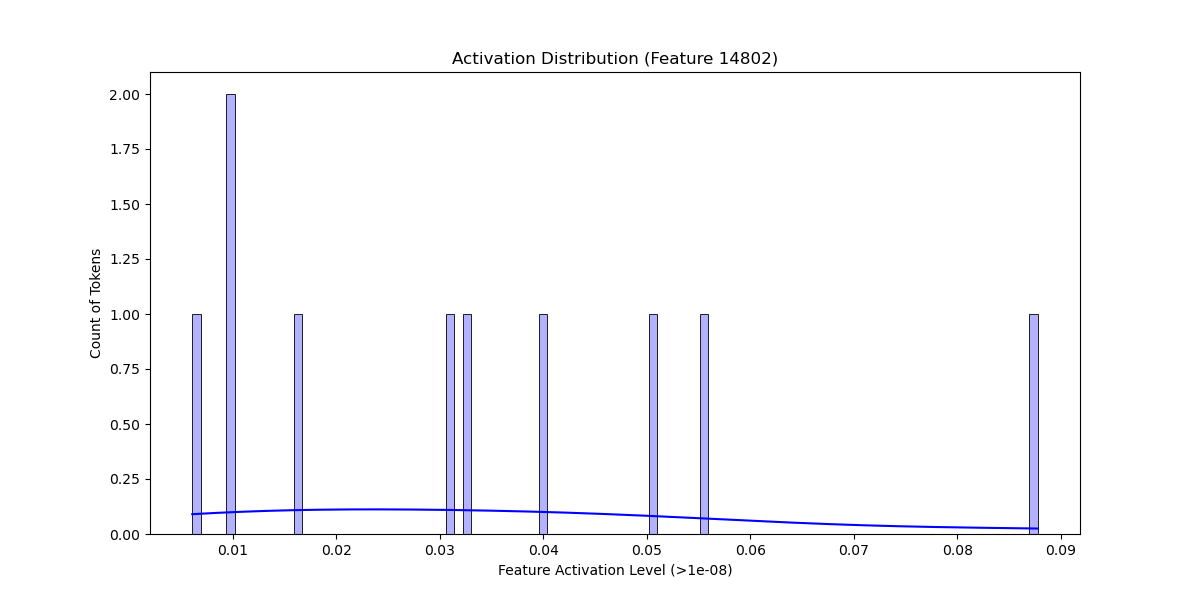 Activation Distribution (Feature 14802)
Count of Tokens
2.00
1.75
1.50
1.25
1.00
0.75
0.50
0.25
0.00
0.01 0.02 0.03 0.04 0.05 0.06 0.07 0.08 0.09
Feature Activation Level (>1e-08)